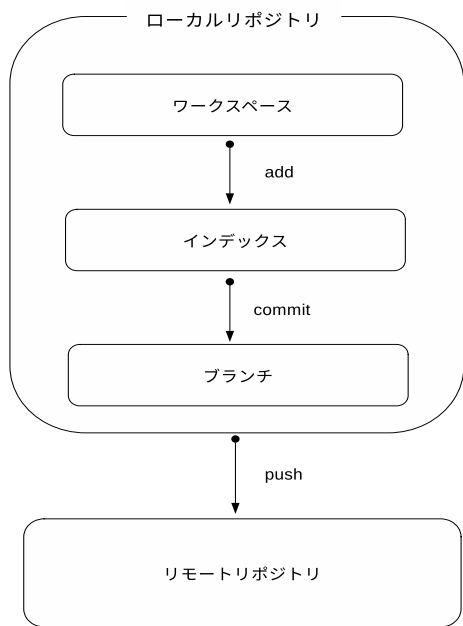 ローカルリポジトリ
ワークスペース
add
インデックス
commit
ブランチ
push
リモートリポジトリ